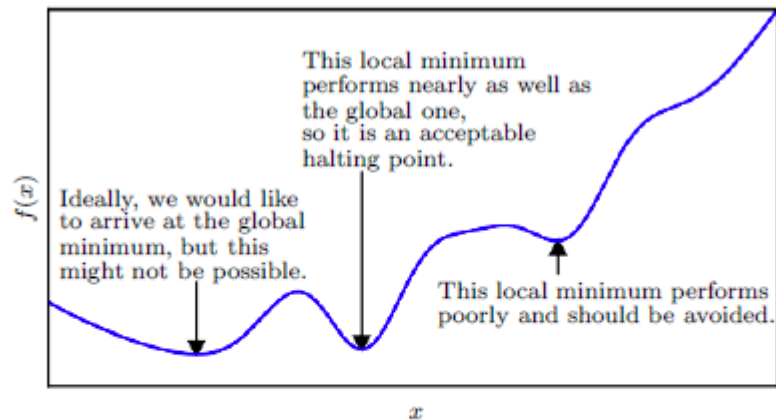 This local minimum
performs nearly as well as
the global one,
so it is an acceptable
halting point.
Ideally, we would like
to arrive at the global
minimum, but this
might not be possible.
This local minimum performs
poorly and should be avoided.
f(x)
x